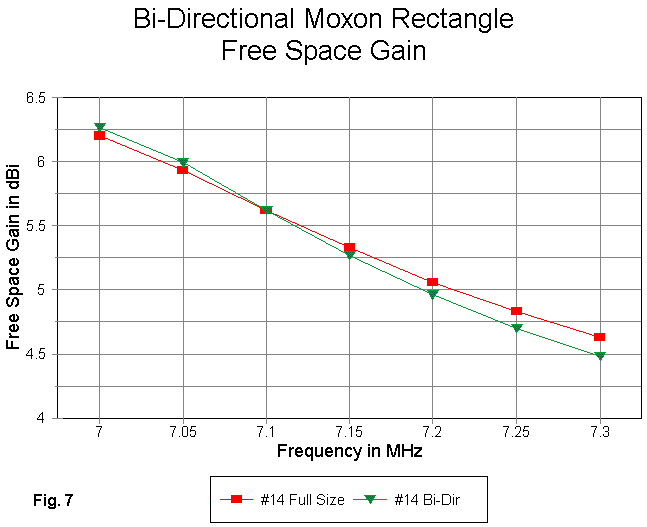 Bi-Directional Moxon Rectangle
Free Space Gain
Free Space Gain in dBi
6.5
6
5.5
5
4.5
4
7 7.05 7.1 7.15 7.2 7.25 7.3
Frequency in MHz
Fig. 7
#14 Full Size #14 Bi-Dir